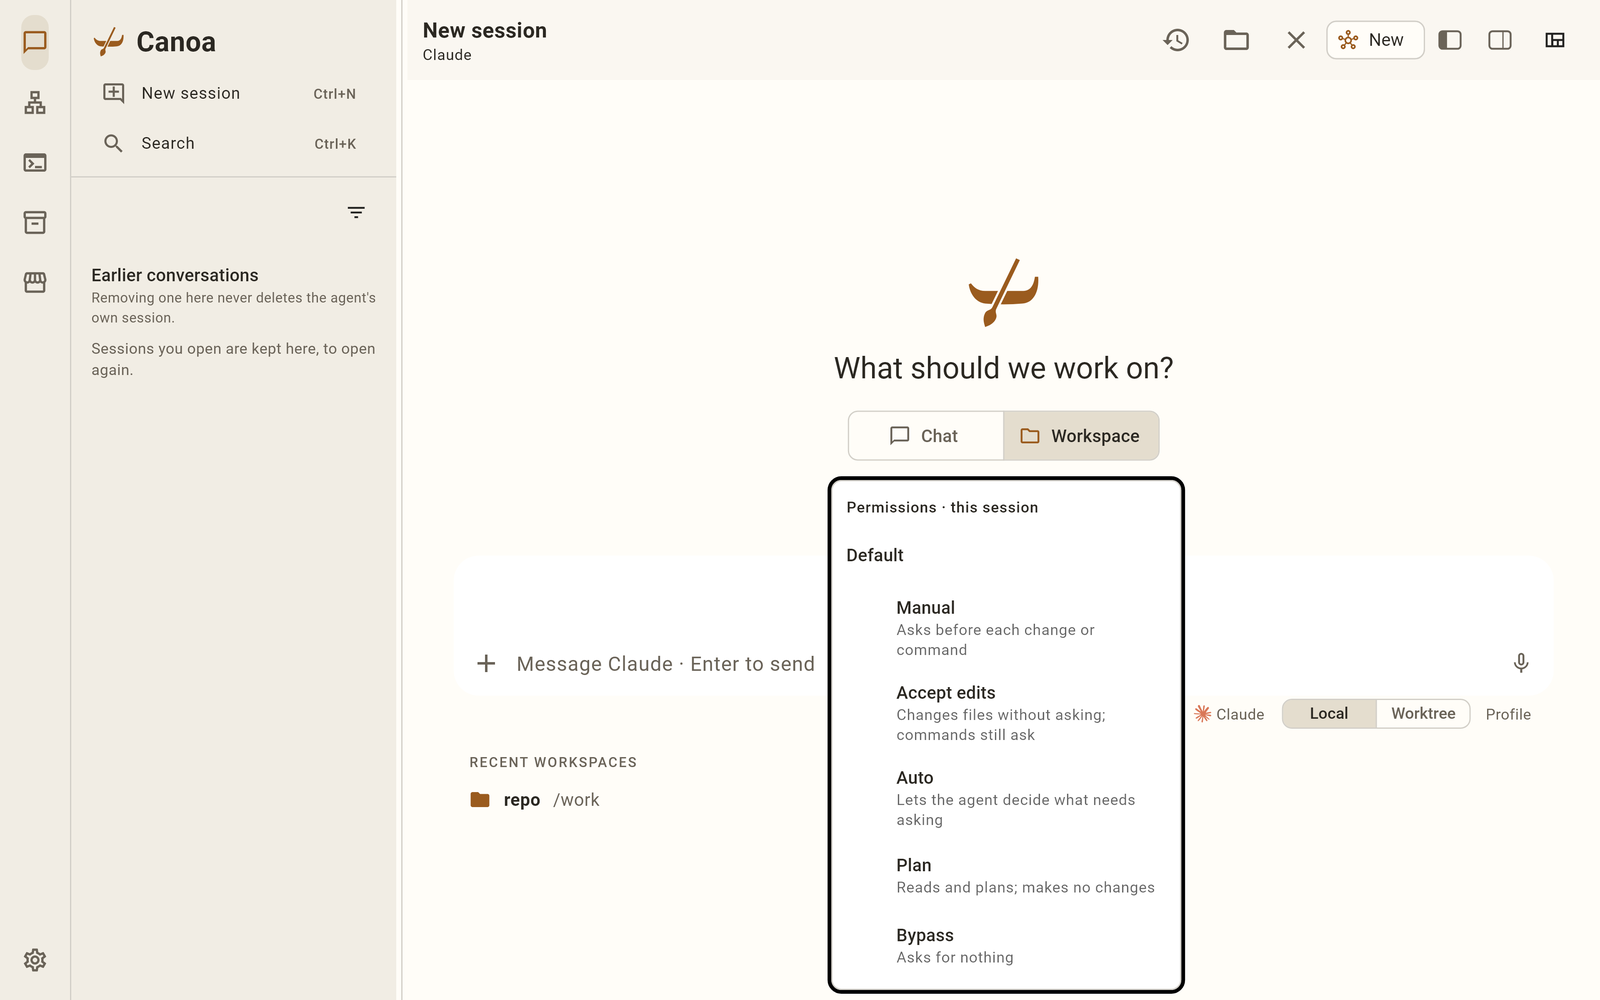 Canoa
New session Ctrl+N
Search Ctrl+K
Earlier conversations
Removing one here never deletes the agent's
own session.
Sessions you open are kept here, to open
again.
New session
Claude
New
What should we work on?
Chat
Workspace
Message Claude · Enter to send
Permissions · this session
Default
Manual
Asks before each change or
command
Accept edits
Changes files without asking;
commands still ask
Auto
Lets the agent decide what needs
asking
Plan
Reads and plans; makes no changes
Bypass
Asks for nothing
Claude
Local
Worktree
Profile
RECENT WORKSPACES
repo /work